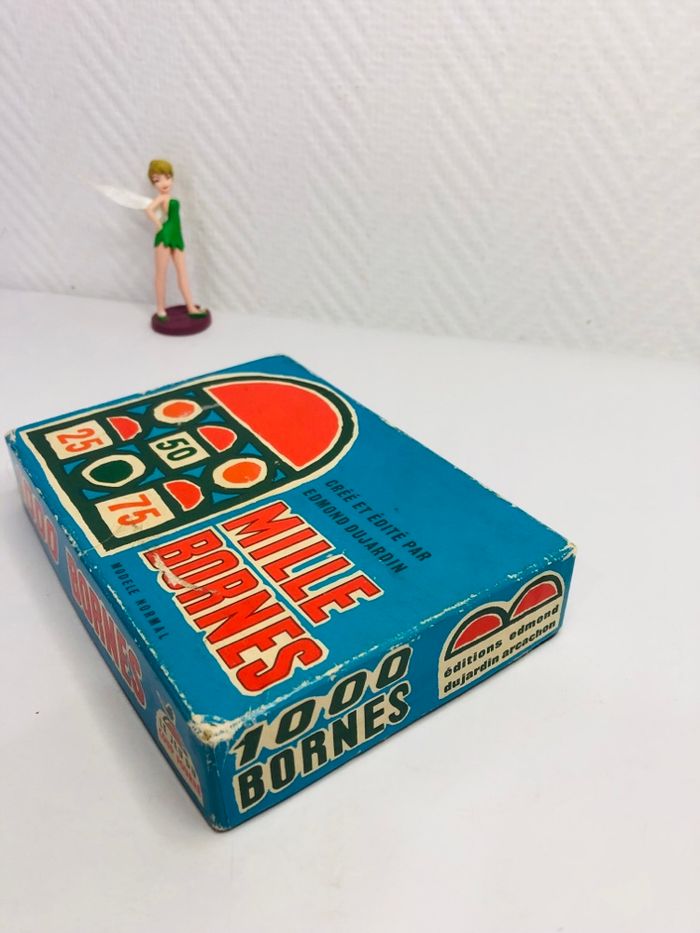 25
50
75
MILLE
BORNES
CRÉÉ ET ÉDITÉ PAR
EDMOND DUJARDIN
MODÈLE NORMAL
1000
BORNES
éditions edmond
dujardin arcachon
BORNES